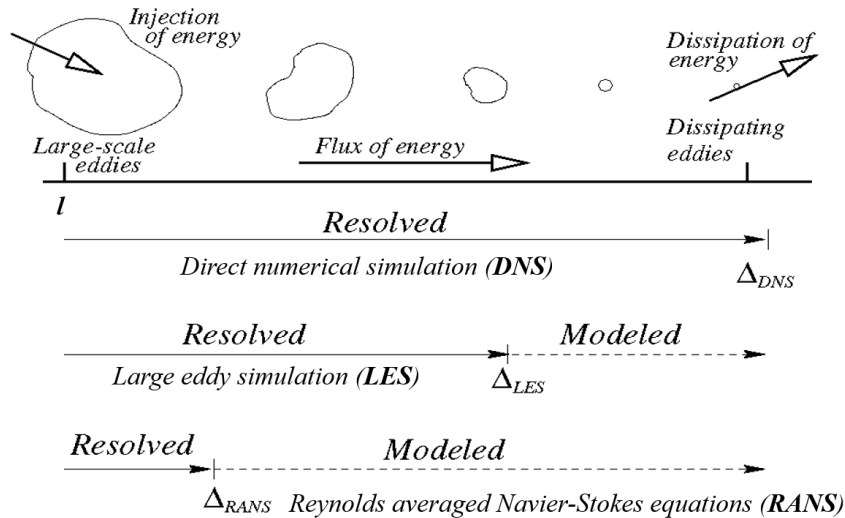 Injection
of energy
Dissipation of
energy
Large-scale
eddies
Flux of energy
Dissipating
eddies
l
Resolved
Direct numerical simulation (DNS)
Δ_DNS
Resolved
Modeled
Large eddy simulation (LES)
Δ_LES
Resolved
Modeled
Δ_RANS
Reynolds averaged Navier-Stokes equations (RANS)